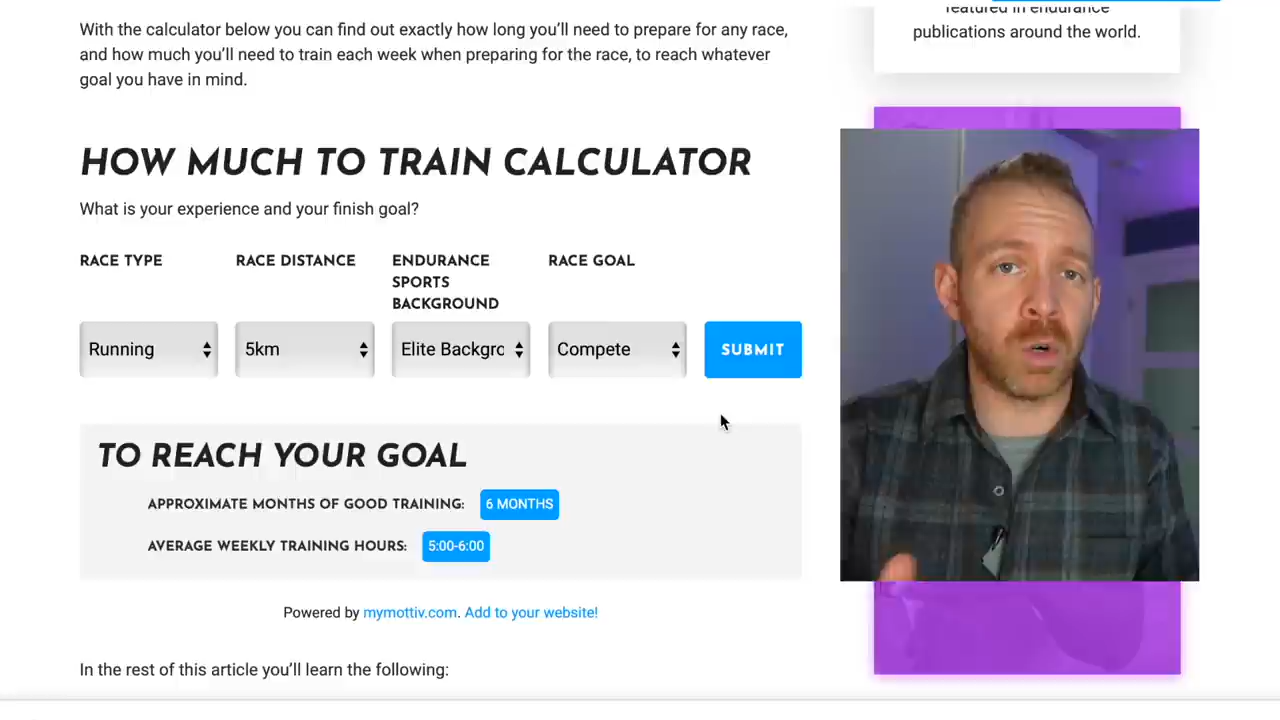 With the calculator below you can find out exactly how long you’ll need to prepare for any race,
and how much you’ll need to train each week when preparing for the race, to reach whatever
goal you have in mind.
featured in endurance
publications around the world.
HOW MUCH TO TRAIN CALCULATOR
What is your experience and your finish goal?
RACE TYPE
RACE DISTANCE
ENDURANCE
SPORTS
BACKGROUND
RACE GOAL
Running
5km
Elite Backgro
Compete
SUBMIT
TO REACH YOUR GOAL
APPROXIMATE MONTHS OF GOOD TRAINING: 6 MONTHS
AVERAGE WEEKLY TRAINING HOURS: 5:00-6:00
Powered by mymottiv.com. Add to your website!
In the rest of this article you’ll learn the following: